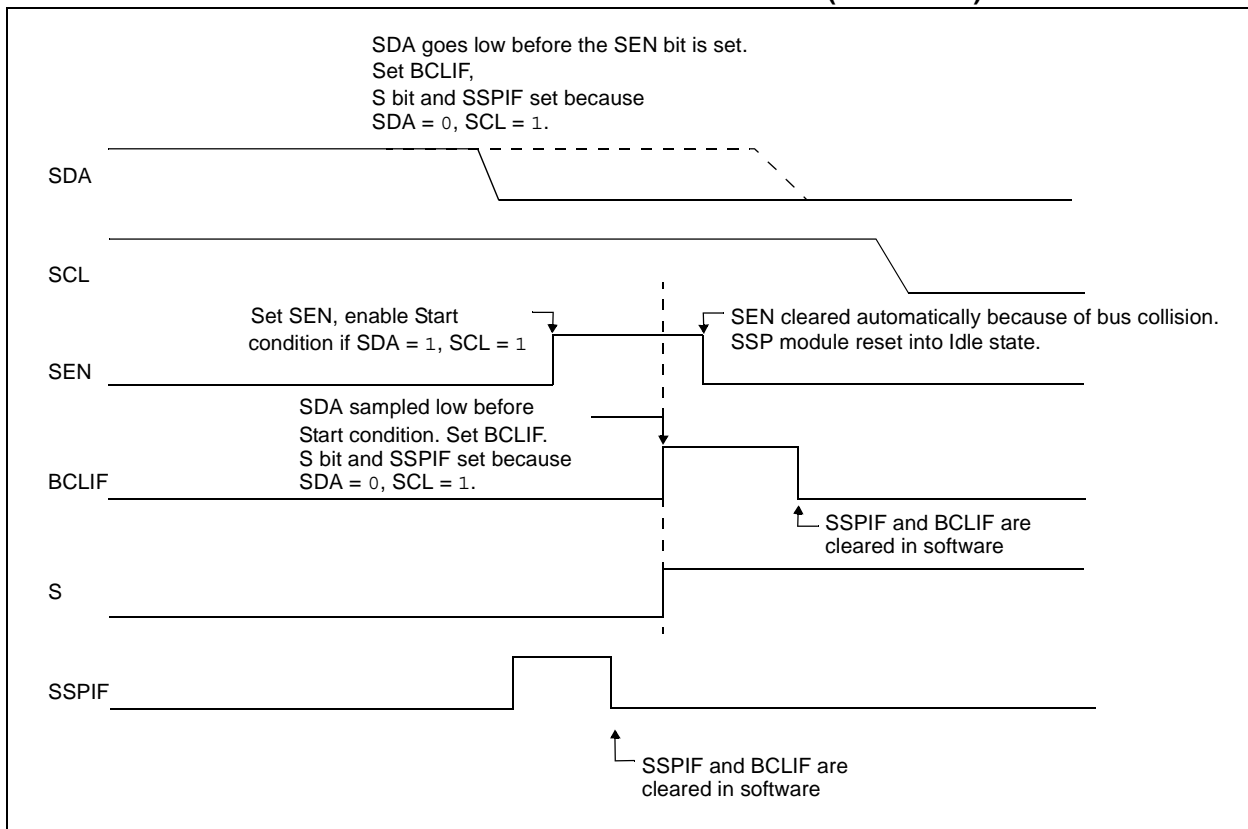 SDA goes low before the SEN bit is set.
Set BCLIF,
S bit and SSPIF set because
SDA = 0, SCL = 1.
SDA
SCL
Set SEN, enable Start
condition if SDA = 1, SCL = 1
SEN cleared automatically because of bus collision.
SSP module reset into Idle state.
SEN
SDA sampled low before
Start condition. Set BCLIF.
S bit and SSPIF set because
SDA = 0, SCL = 1.
BCLIF
SSPIF and BCLIF are
cleared in software
S
SSPIF
SSPIF and BCLIF are
cleared in software